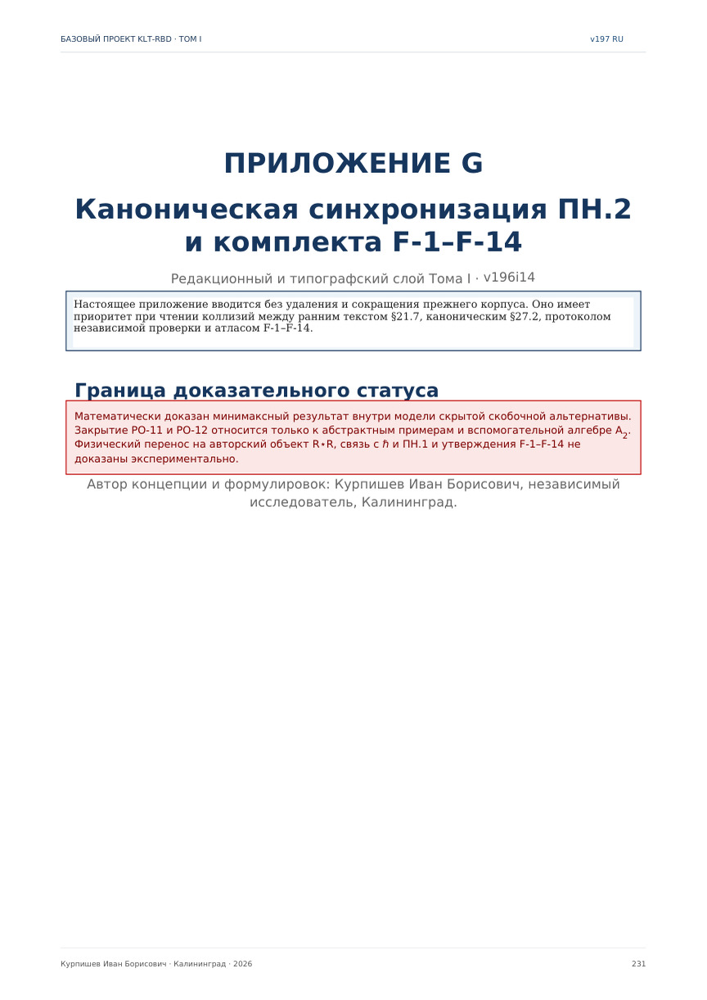 БАЗОВЫЙ ПРОЕКТ KLT-RBD · ТОМ I v197 RU
ПРИЛОЖЕНИЕ G
Каноническая синхронизация ПН.2
и комплекта F-1–F-14
Редакционный и типографский слой Тома I · v196i14
Настоящее приложение вводится без удаления и сокращения прежнего корпуса. Оно имеет
приоритет при чтении коллизий между ранним текстом §21.7, каноническим §27.2, протоколом
независимой проверки и атласом F-1–F-14.
Граница доказательного статуса
Математически доказан минимаксный результат внутри модели скрытой скобочной альтернативы.
Закрытие PO-11 и PO-12 относится только к абстрактным примерам и вспомогательной алгебре A₂.
Физический перенос на авторский объект R⋆R, связь с ℏ и ПН.1 и утверждения F-1–F-14 не
доказаны экспериментально.
Автор концепции и формулировок: Курпишев Иван Борисович, независимый
исследователь, Калининград.
Курпишев Иван Борисович · Калининград · 2026 231